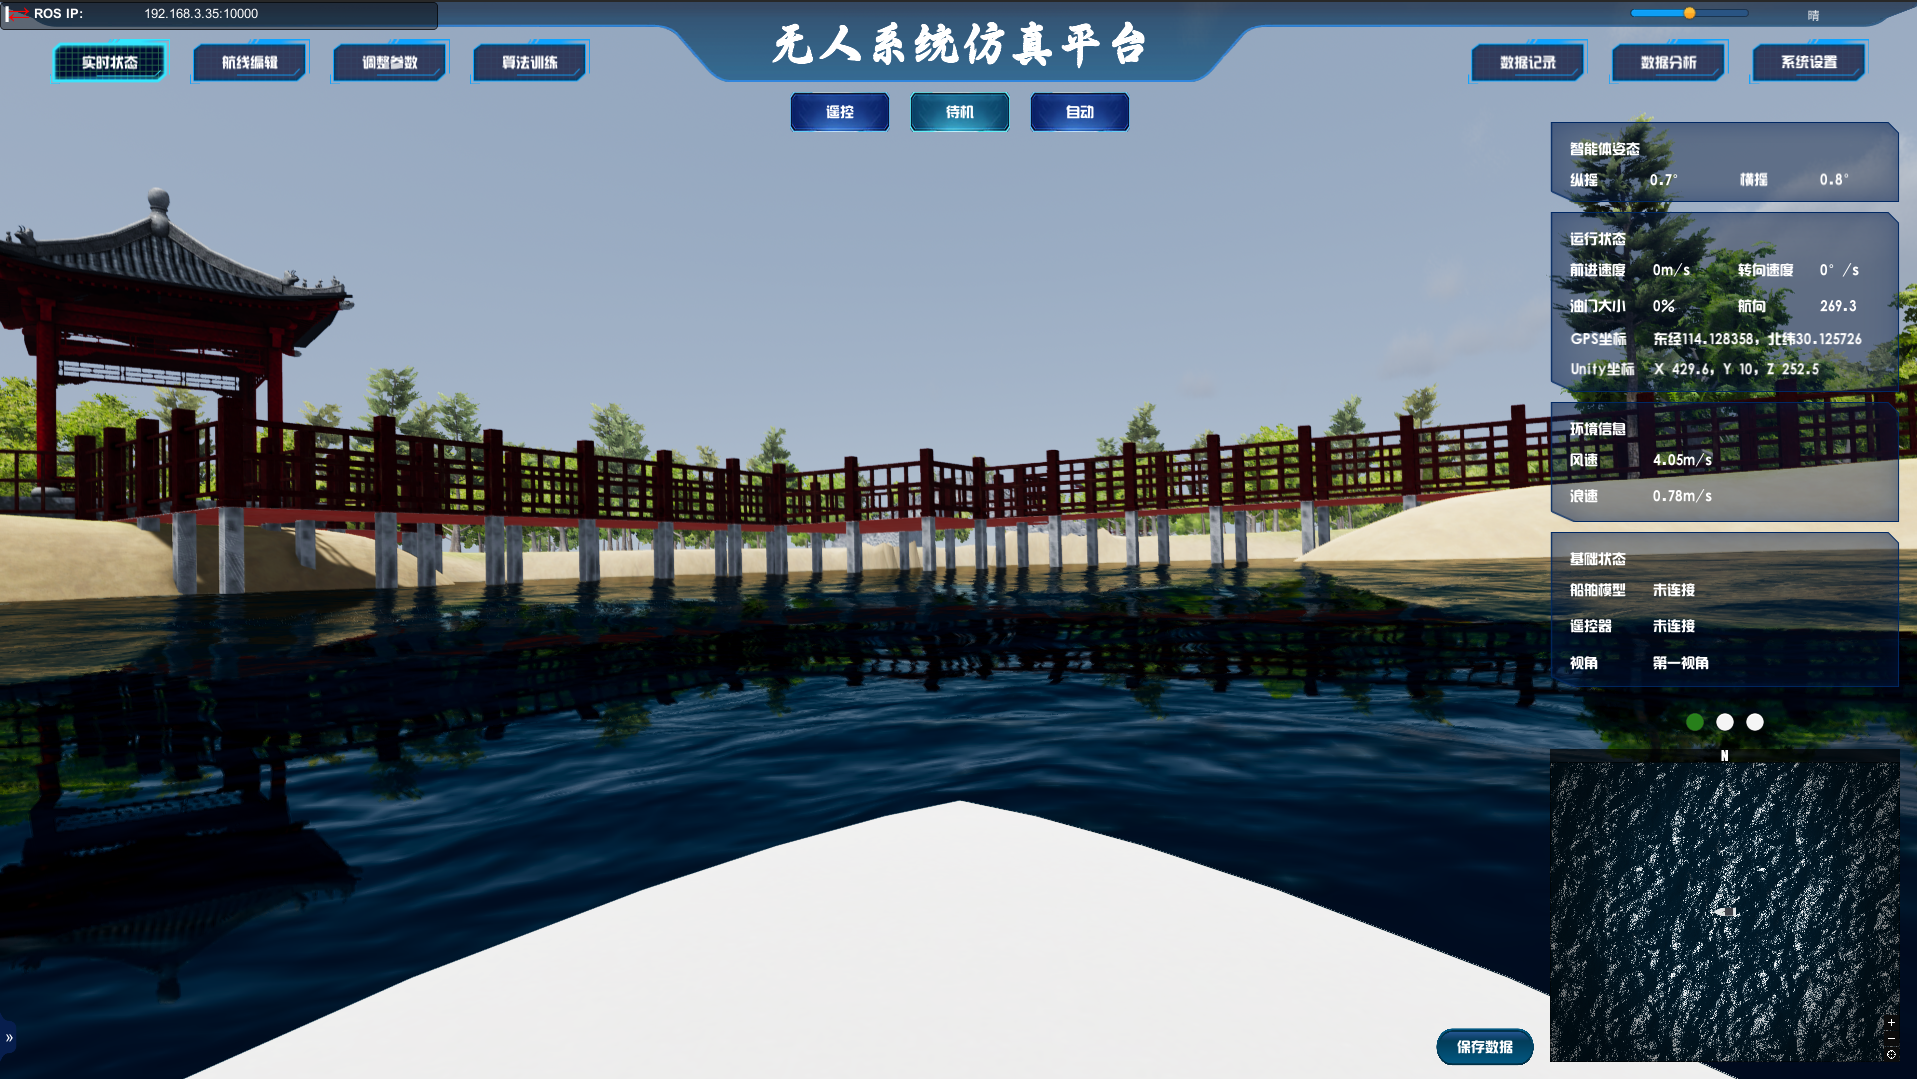 ROS IP: 192.168.3.35:10000
晴
无人系统仿真平台
实时状态 航线编辑 调整参数 算法训练
数据记录 数据分析 系统设置
遥控 待机 自动
智能体姿态
纵摇 0.7° 横摇 0.8°
运行状态
前进速度 0m/s 转向速度 0° /s
油门大小 0% 航向 269.3
GPS坐标 东经114.128358, 北纬30.125726
Unity坐标 X 429.6, Y 10, Z 252.5
环境信息
风速 4.05m/s
浪速 0.78m/s
基础状态
船舶模型 未连接
遥控器 未连接
视角 第一视角
N
»
保存数据
+
−